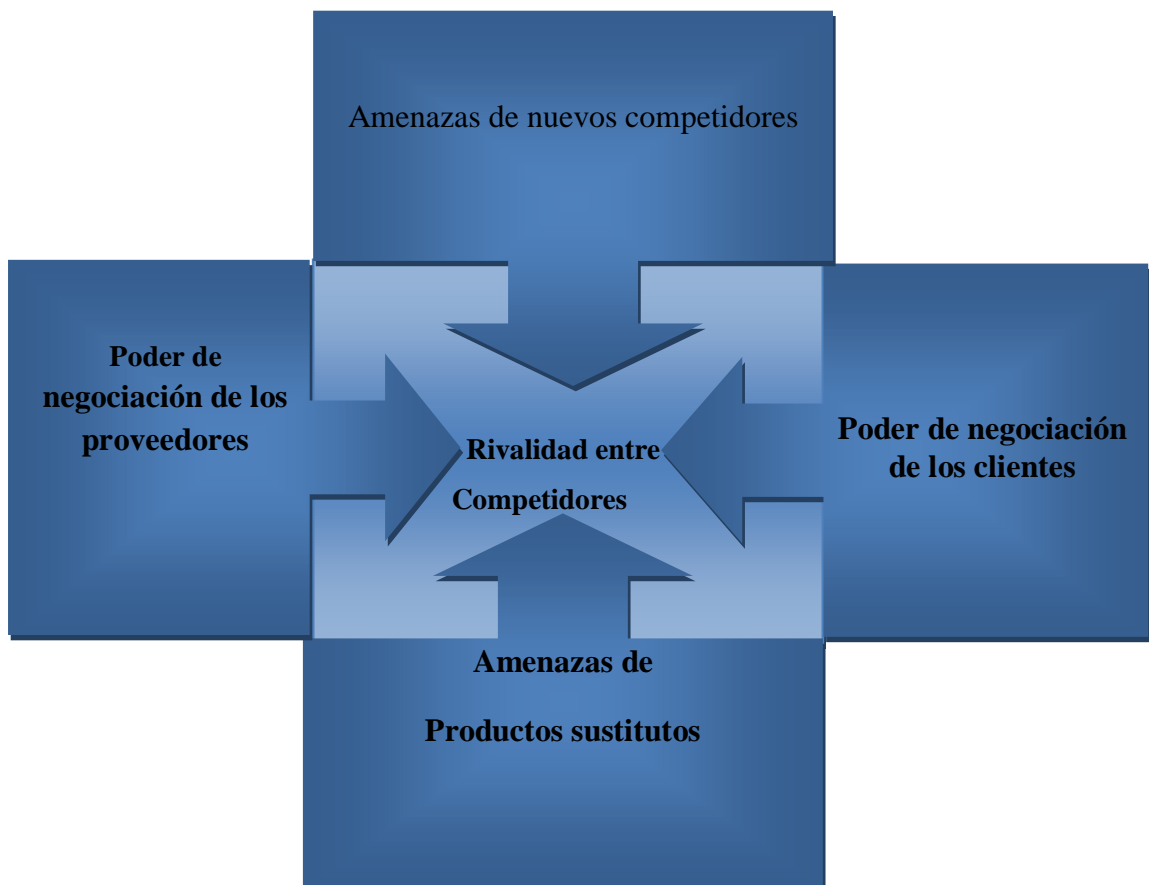 Amenazas de nuevos competidores
Poder de
negociación de los
proveedores
Rivalidad entre
Competidores
Poder de negociación
de los clientes
Amenazas de
Productos sustitutos